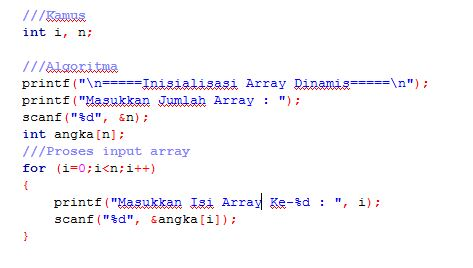 ///Kamus
int i, n;
///Algoritma
printf("\n=====Inisialisasi Array Dinamis=====\n");
printf("Masukkan Jumlah Array : ");
scanf("%d", &n);
int angka[n];
///Proses input array
for (i=0;i<n;i++)
{
printf("Masukkan Isi Array Ke-%d : ", i);
scanf("%d", &angka[i]);
}